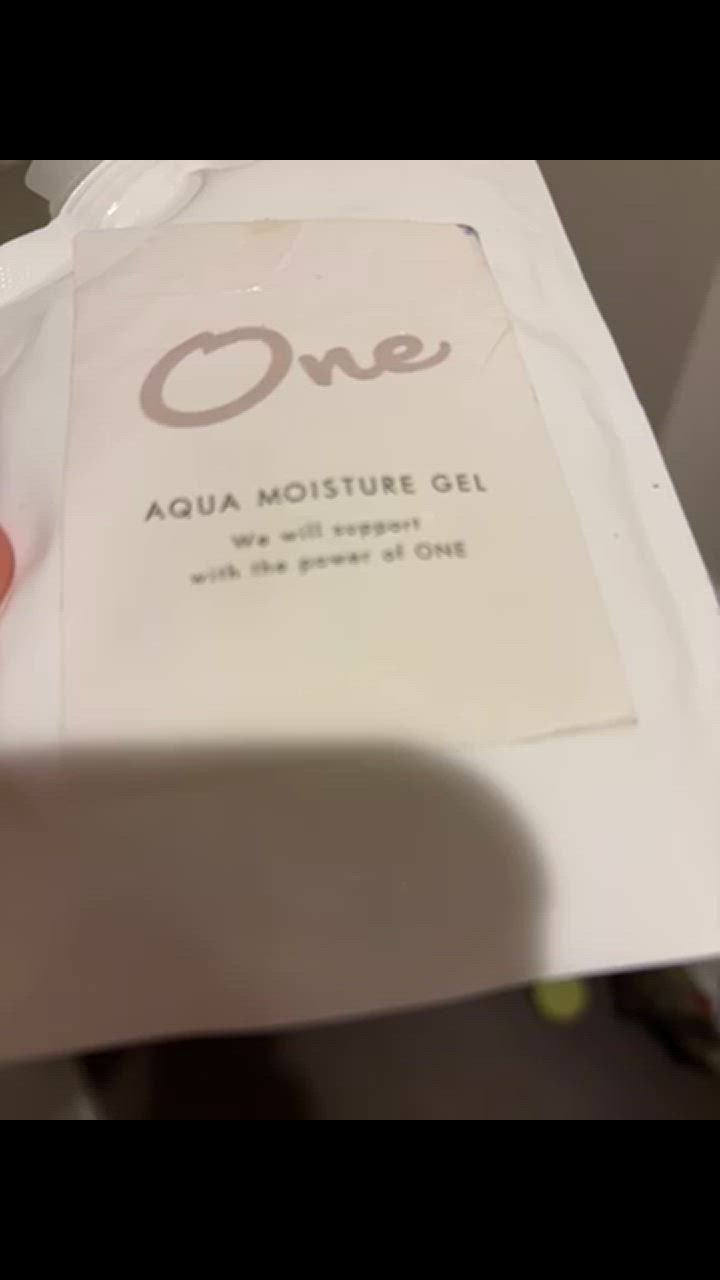 One
AQUA MOISTURE GEL
We will support
with the power of ONE